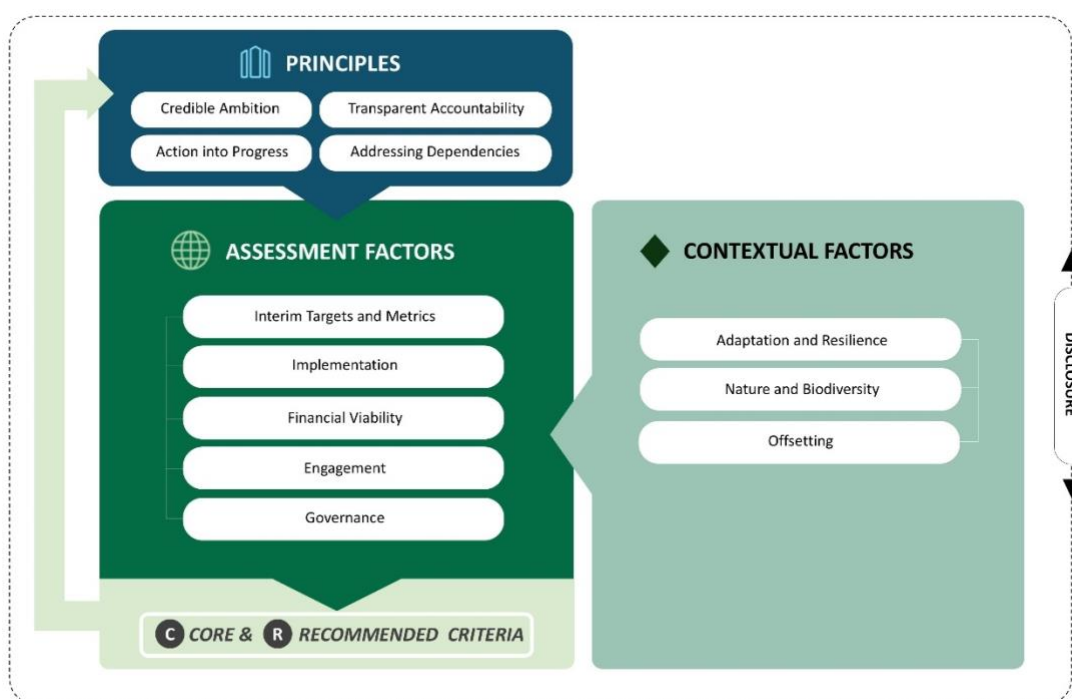 PRINCIPLES
Credible Ambition
Transparent Accountability
Action into Progress
Addressing Dependencies
ASSESSMENT FACTORS
Interim Targets and Metrics
Implementation
Financial Viability
Engagement
Governance
C CORE & R RECOMMENDED CRITERIA
CONTEXTUAL FACTORS
Adaptation and Resilience
Nature and Biodiversity
Offsetting
DISCLOSURE